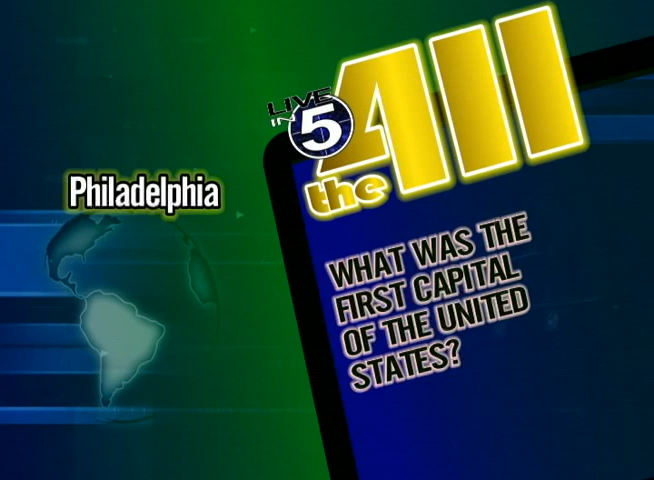 LIVE
IN 5
the 411
Philadelphia
WHAT WAS THE
FIRST CAPITAL
OF THE UNITED
STATES?